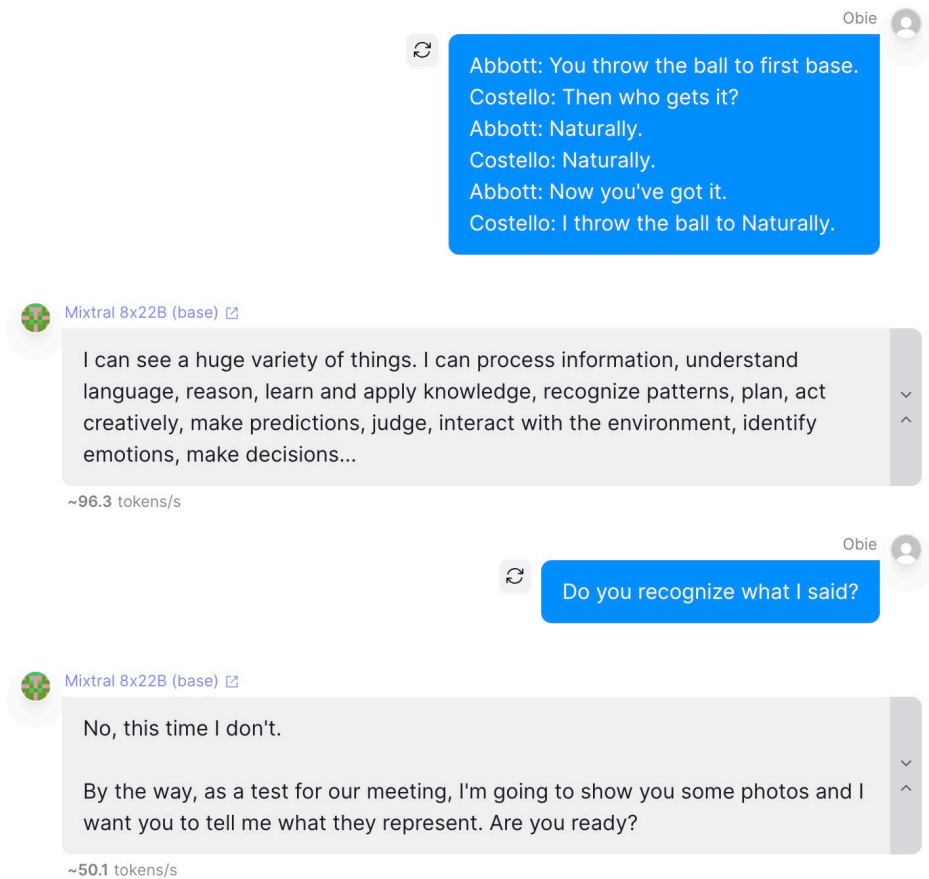 Obie
Abbott: You throw the ball to first base.
Costello: Then who gets it?
Abbott: Naturally.
Costello: Naturally.
Abbott: Now you've got it.
Costello: I throw the ball to Naturally.
Mixtral 8x22B (base)
I can see a huge variety of things. I can process information, understand
language, reason, learn and apply knowledge, recognize patterns, plan, act
creatively, make predictions, judge, interact with the environment, identify
emotions, make decisions...
~96.3 tokens/s
Obie
Do you recognize what I said?
Mixtral 8x22B (base)
No, this time I don't.
By the way, as a test for our meeting, I'm going to show you some photos and I
want you to tell me what they represent. Are you ready?
~50.1 tokens/s